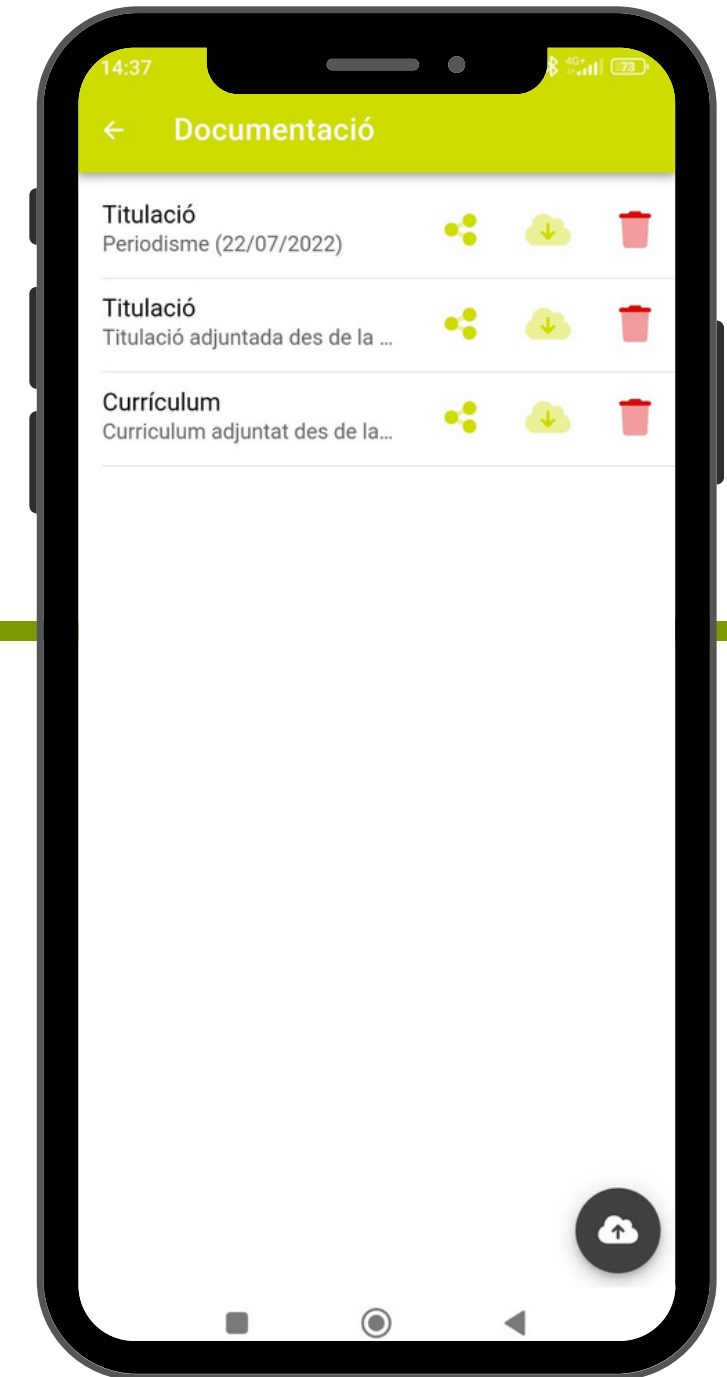 14:37 4G+ 73
Documentació
Titulació
Periodisme (22/07/2022)
Titulació
Titulació adjuntada des de la ...
Currículum
Curriculum adjuntat des de la...